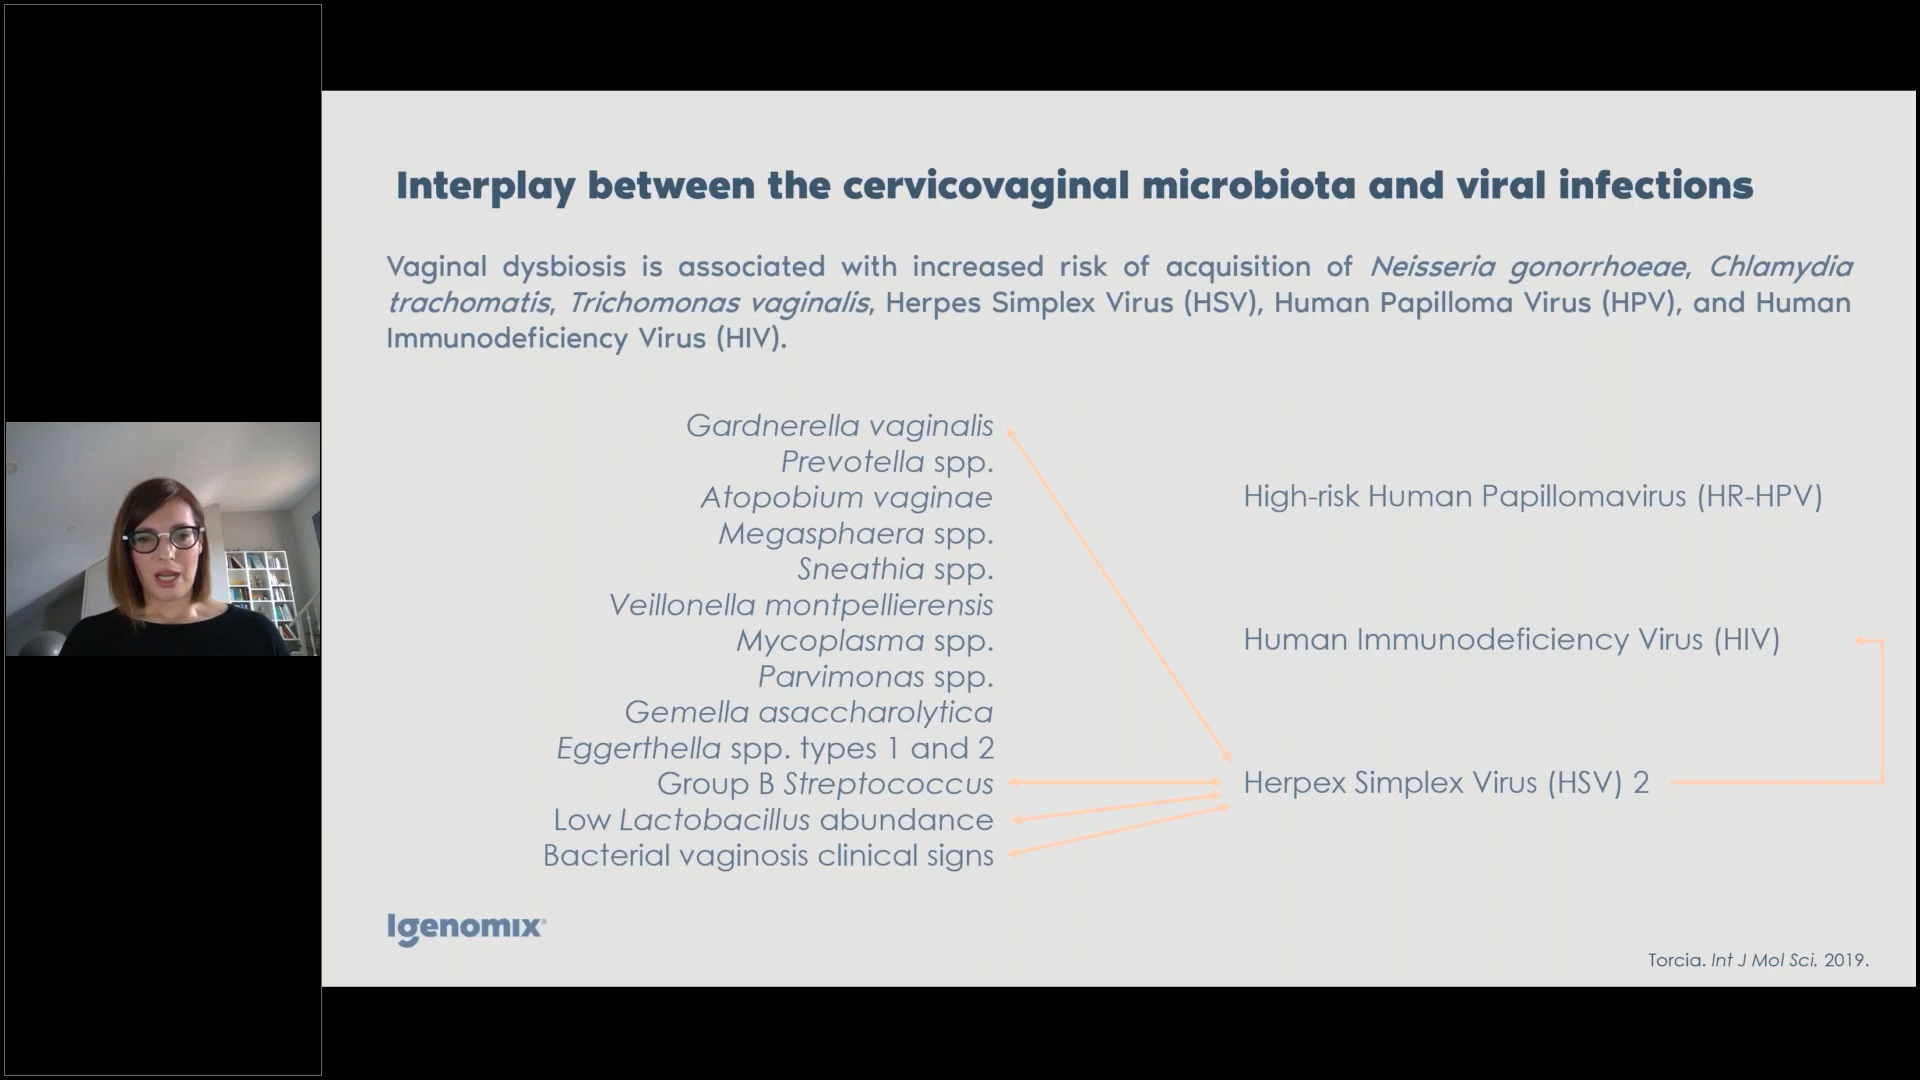 Interplay between the cervicovaginal microbiota and viral infections
Vaginal dysbiosis is associated with increased risk of acquisition of Neisseria gonorrhoeae, Chlamydia
trachomatis, Trichomonas vaginalis, Herpes Simplex Virus (HSV), Human Papilloma Virus (HPV), and Human
Immunodeficiency Virus (HIV).
Gardnerella vaginalis
Prevotella spp.
Atopobium vaginae
Megasphaera spp.
Sneathia spp.
Veillonella montpellierensis
Mycoplasma spp.
Parvimonas spp.
Gemella asaccharolytica
Eggerthella spp. types 1 and 2
Group B Streptococcus
Low Lactobacillus abundance
Bacterial vaginosis clinical signs
High-risk Human Papillomavirus (HR-HPV)
Human Immunodeficiency Virus (HIV)
Herpex Simplex Virus (HSV) 2
Igenomix®
Torcia. Int J Mol Sci. 2019.